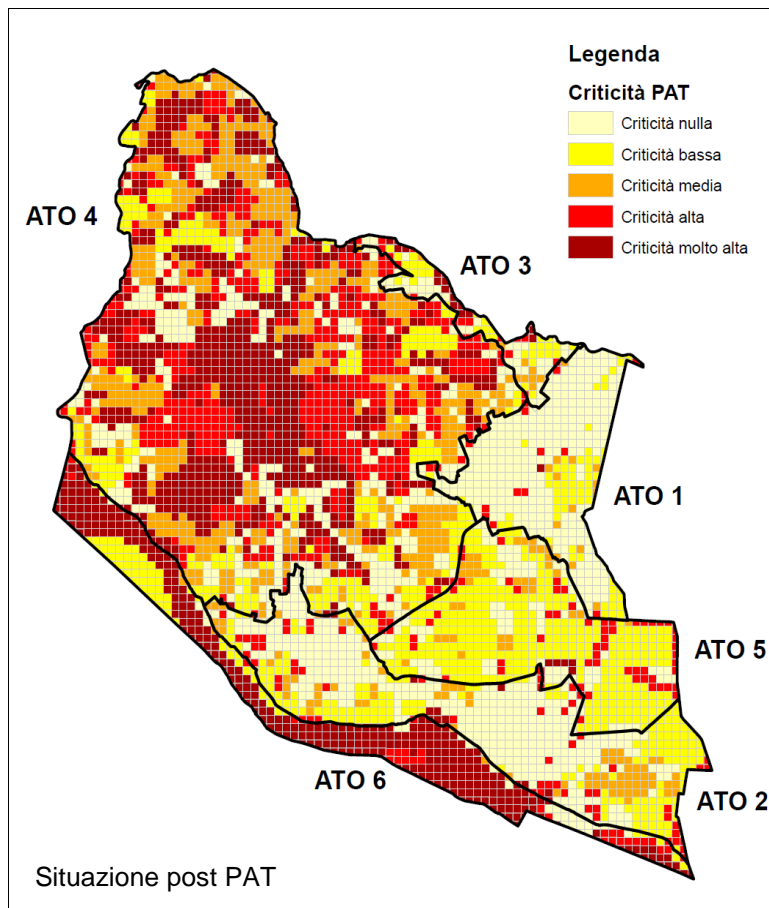 Legenda
Criticità PAT
Criticità nulla
Criticità bassa
Criticità media
Criticità alta
Criticità molto alta
ATO 4
ATO 3
ATO 1
ATO 5
ATO 6
ATO 2
Situazione post PAT